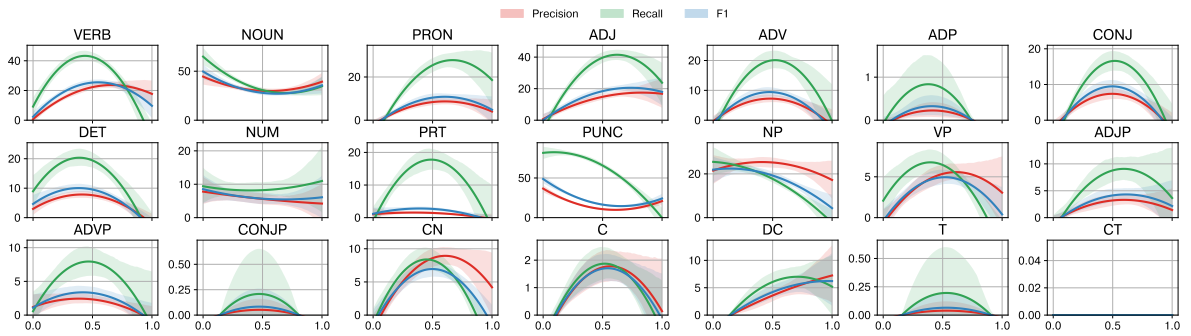 Precision Recall F1
VERB NOUN PRON ADJ ADV ADP CONJ
40 20 0
50 0
20 0
40 20 0
20 10 0
1 0
20 10 0
DET NUM PRT PUNC NP VP ADJP
20 10 0
20 10 0
20 10 0
50 0
20 0
5 0
10 5 0
ADVP CONJP CN C DC T CT
10 5 0
0.50 0.25 0.00
10 5 0
2 1 0
10 5 0
0.50 0.25 0.00
0.04 0.02 0.00
0.0 0.5 1.0 0.0 0.5 1.0 0.0 0.5 1.0 0.0 0.5 1.0 0.0 0.5 1.0 0.0 0.5 1.0 0.0 0.5 1.0